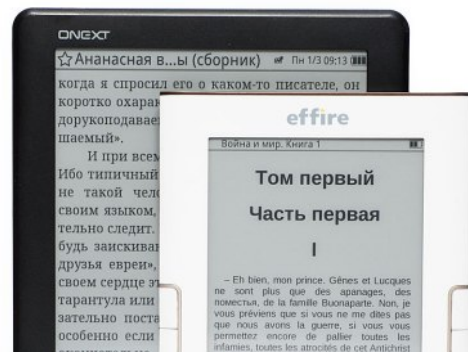 ONEXT
Ананасная в...ы (сборник) Пн 1/3 09:13
когда я спросил его о каком-то писателе, он
коротко охарак
дорукоподавае
шаемый».
И при всем
Ибо типичный
не такой чело
своим языком,
тельно следит.
будь заискива
друзья евреи»,
своем сердце эт
тарантула или
зательно поста
особенно если
effire
Война и мир. Книга 1
Том первый
Часть первая
I
– Eh bien, mon prince. Gênes et Lucques
ne sont plus que des apanages, des
поместья, de la famille Buonaparte. Non, je
vous préviens que si vous ne me dites pas
que nous avons la guerre, si vous vous
permettez encore de pallier toutes les
infamies, toutes les atrocités de cet Antichrist